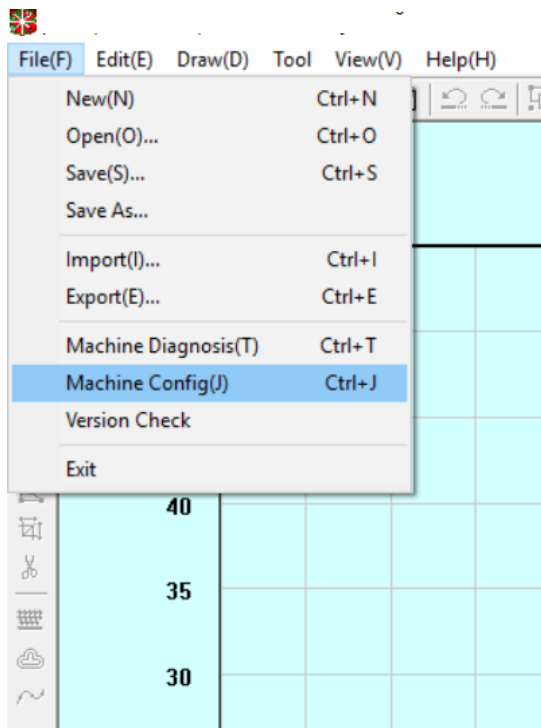 File(F) Edit(E) Draw(D) Tool View(V) Help(H)
New(N) Ctrl+N
Open(O)... Ctrl+O
Save(S)... Ctrl+S
Save As...
Import(I)... Ctrl+I
Export(E)... Ctrl+E
Machine Diagnosis(T) Ctrl+T
Machine Config(J) Ctrl+J
Version Check
Exit
40
35
30